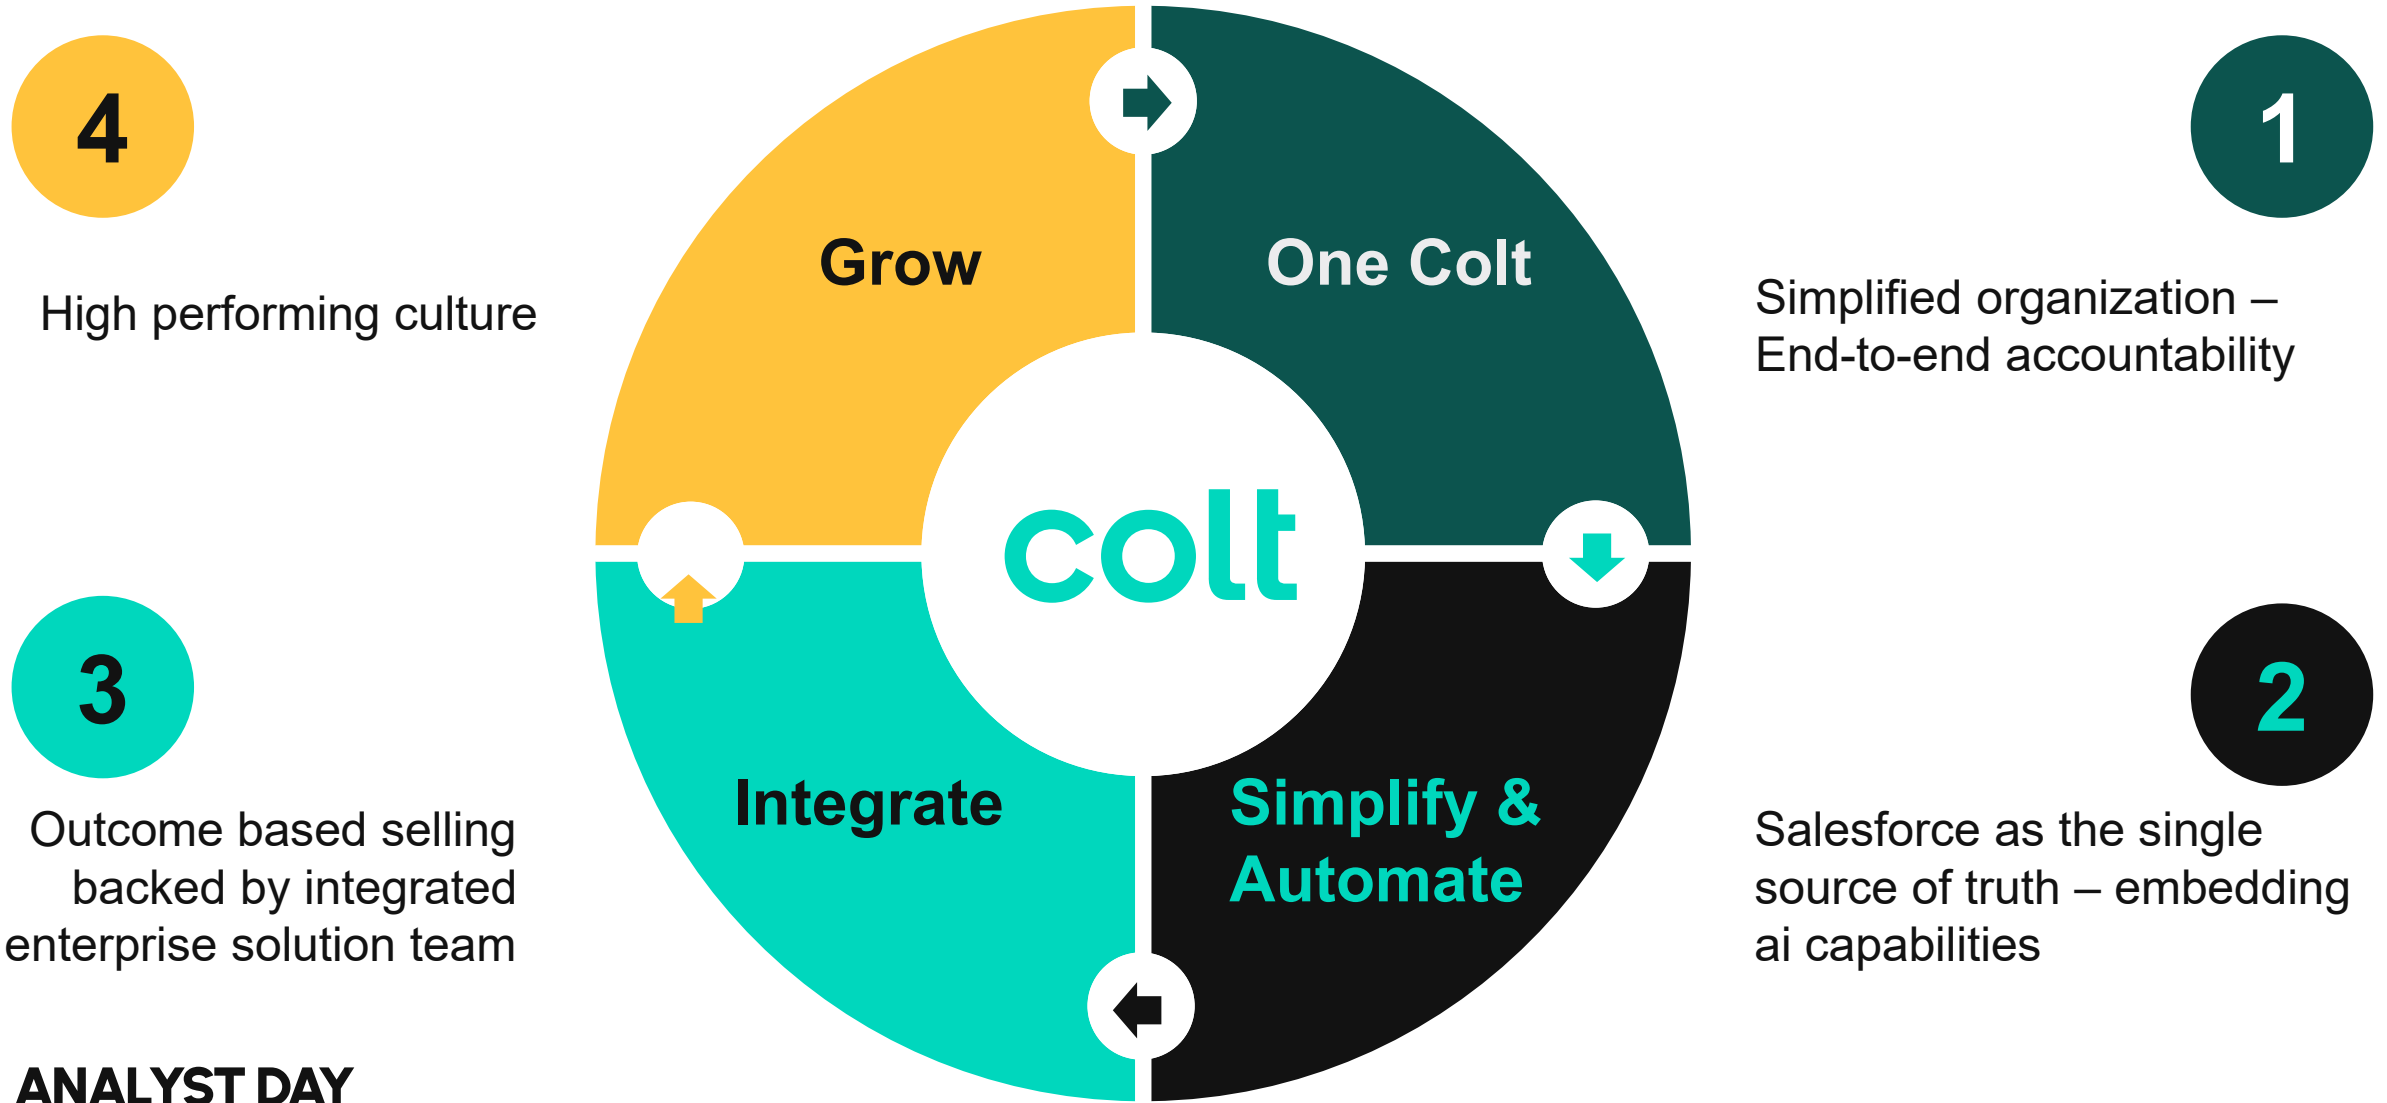 4
High performing culture
3
Outcome based selling
backed by integrated
enterprise solution team
Grow
One Colt
colt
Integrate
Simplify &
Automate
1
Simplified organization –
End-to-end accountability
2
Salesforce as the single
source of truth – embedding
ai capabilities
ANALYST DAY